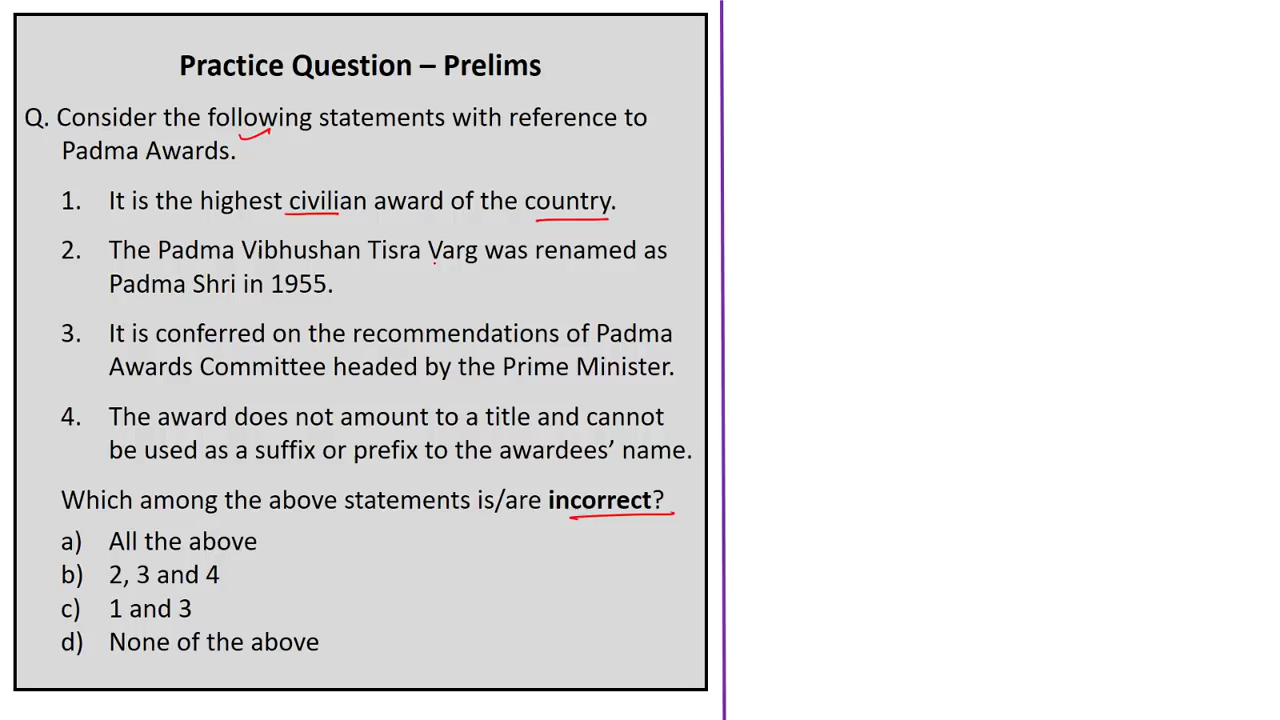 Practice Question – Prelims
Q. Consider the following statements with reference to
Padma Awards.
1. It is the highest civilian award of the country.
2. The Padma Vibhushan Tisra Varg was renamed as
Padma Shri in 1955.
3. It is conferred on the recommendations of Padma
Awards Committee headed by the Prime Minister.
4. The award does not amount to a title and cannot
be used as a suffix or prefix to the awardees’ name.
Which among the above statements is/are incorrect?
a) All the above
b) 2, 3 and 4
c) 1 and 3
d) None of the above